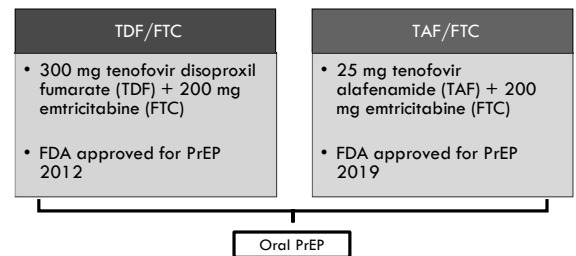 TDF/FTC
• 300 mg tenofovir disoproxil
fumarate (TDF) + 200 mg
emtricitabine (FTC)
• FDA approved for PrEP
2012
TAF/FTC
• 25 mg tenofovir
alafenamide (TAF) + 200
mg emtricitabine (FTC)
• FDA approved for PrEP
2019
Oral PrEP